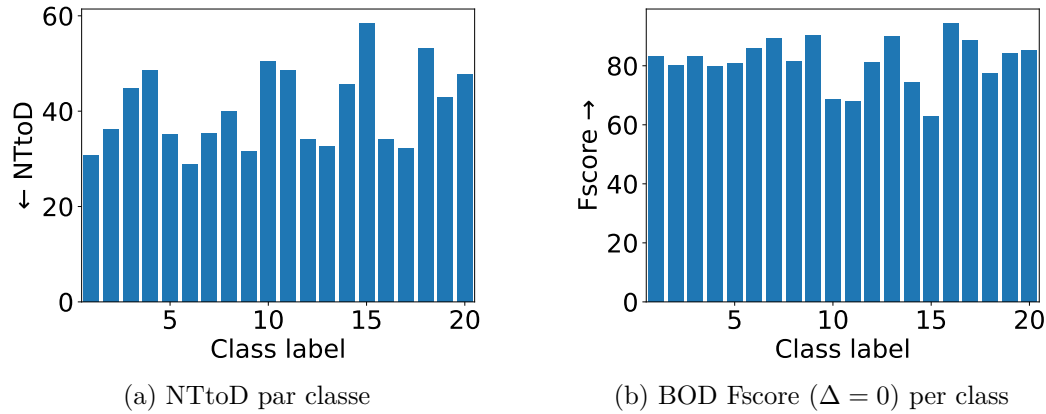 60
40
20
0
← NTtoD
5 10 15 20
Class label
(a) NTtoD par classe
80
60
40
20
0
Fscore →
5 10 15 20
Class label
(b) BOD Fscore (Δ = 0) per class